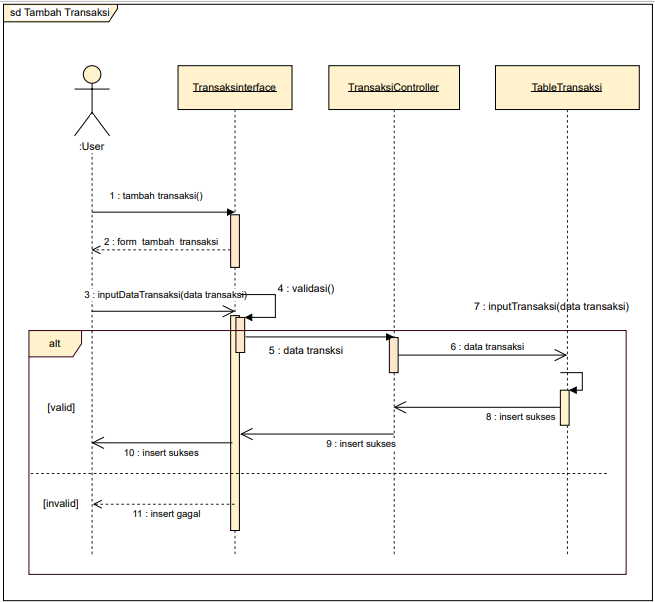 sd Tambah Transaksi
:User
Transaksinterface
TransaksiController
TableTransaksi
1 : tambah transaksi()
2 : form tambah transaksi
3 : inputDataTransaksi(data transaksi)
4 : validasi()
7 : inputTransaksi(data transaksi)
alt
5 : data transksi
6 : data transaksi
[valid]
8 : insert sukses
9 : insert sukses
10 : insert sukses
[invalid]
11 : insert gagal